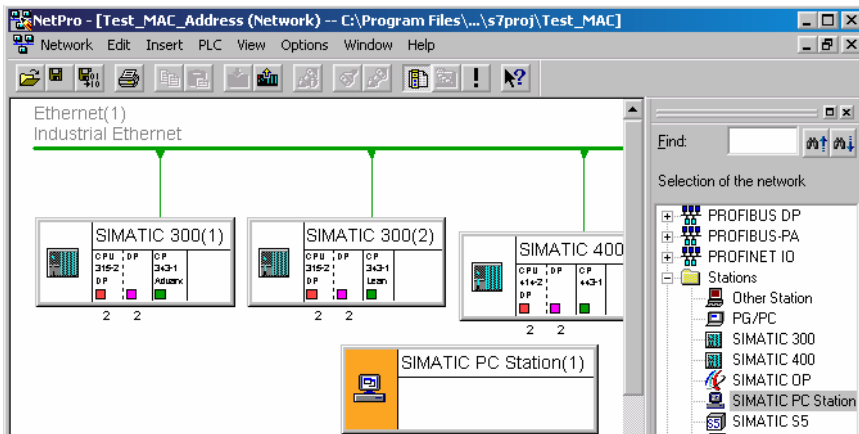 NetPro - [Test_MAC_Address (Network) -- C:\Program Files\...\s7proj\Test_MAC]
Network Edit Insert PLC View Options Window Help
Ethernet(1)
Industrial Ethernet
SIMATIC 300(1)
CPU DP CP
315-2 343-1
DP
2 2
SIMATIC 300(2)
CPU DP CP
315-2 343-1
DP Lean
2 2
SIMATIC 400
CPU DP CP
414-2 443-1
DP
2 2
SIMATIC PC Station(1)
Find:
Selection of the network
PROFIBUS DP
PROFIBUS-PA
PROFINET IO
Stations
Other Station
PG/PC
SIMATIC 300
SIMATIC 400
SIMATIC OP
SIMATIC PC Station
SIMATIC S5